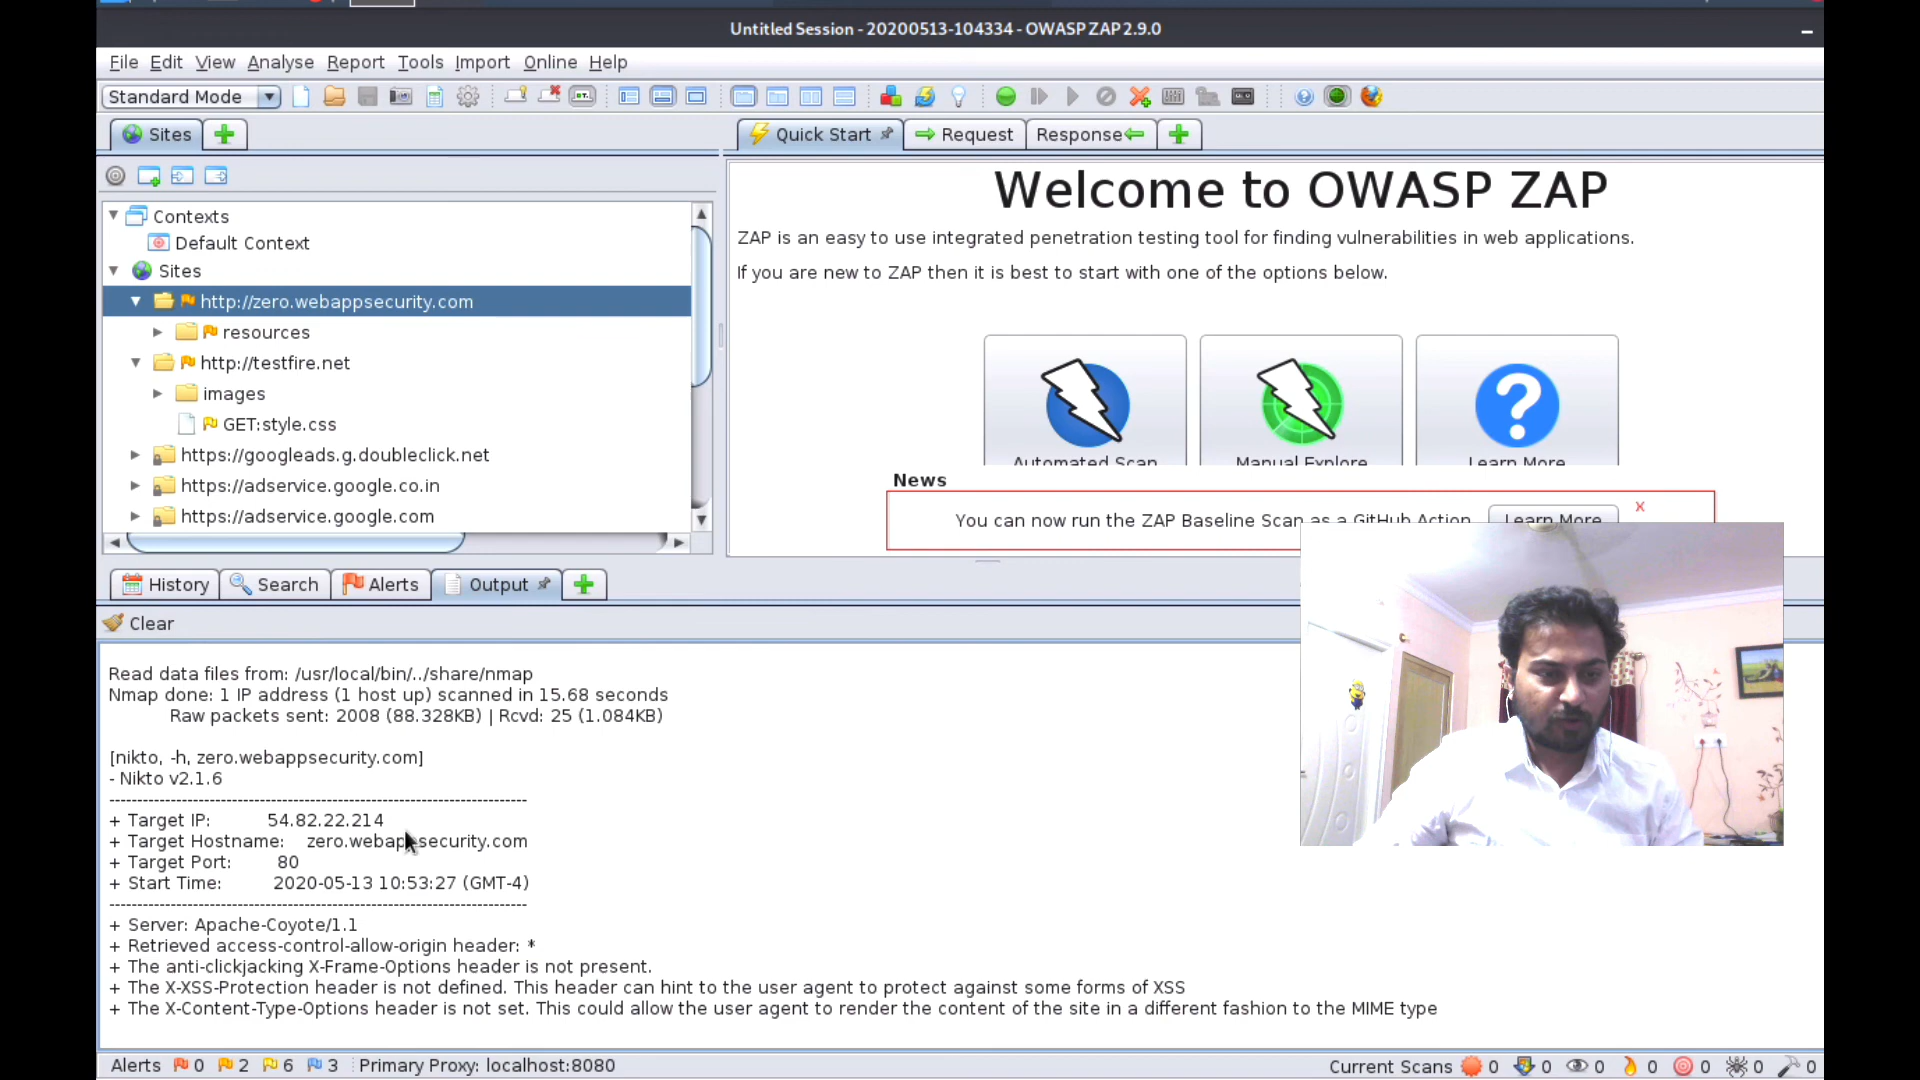 Untitled Session - 20200513-104334 - OWASP ZAP 2.9.0
File Edit View Analyse Report Tools Import Online Help
Standard Mode
Sites
Quick Start Request Response
Contexts
Default Context
Sites
http://zero.webappsecurity.com
resources
http://testfire.net
images
GET:style.css
https://googleads.g.doubleclick.net
https://adservice.google.co.in
https://adservice.google.com
Welcome to OWASP ZAP
ZAP is an easy to use integrated penetration testing tool for finding vulnerabilities in web applications.
If you are new to ZAP then it is best to start with one of the options below.
Automated Scan Manual Explore Learn More
News
You can now run the ZAP Baseline Scan as a GitHub Action Learn More X
History Search Alerts Output
Clear
Read data files from: /usr/local/bin/../share/nmap
Nmap done: 1 IP address (1 host up) scanned in 15.68 seconds
Raw packets sent: 2008 (88.328KB) | Rcvd: 25 (1.084KB)
[nikto, -h, zero.webappsecurity.com]
- Nikto v2.1.6
---------------------------------------------------------------------------
+ Target IP: 54.82.22.214
+ Target Hostname: zero.webappsecurity.com
+ Target Port: 80
+ Start Time: 2020-05-13 10:53:27 (GMT-4)
---------------------------------------------------------------------------
+ Server: Apache-Coyote/1.1
+ Retrieved access-control-allow-origin header: *
+ The anti-clickjacking X-Frame-Options header is not present.
+ The X-XSS-Protection header is not defined. This header can hint to the user agent to protect against some forms of XSS
+ The X-Content-Type-Options header is not set. This could allow the user agent to render the content of the site in a different fashion to the MIME type
Alerts 0 2 6 3 Primary Proxy: localhost:8080 Current Scans 0 0 0 0 0 0 0